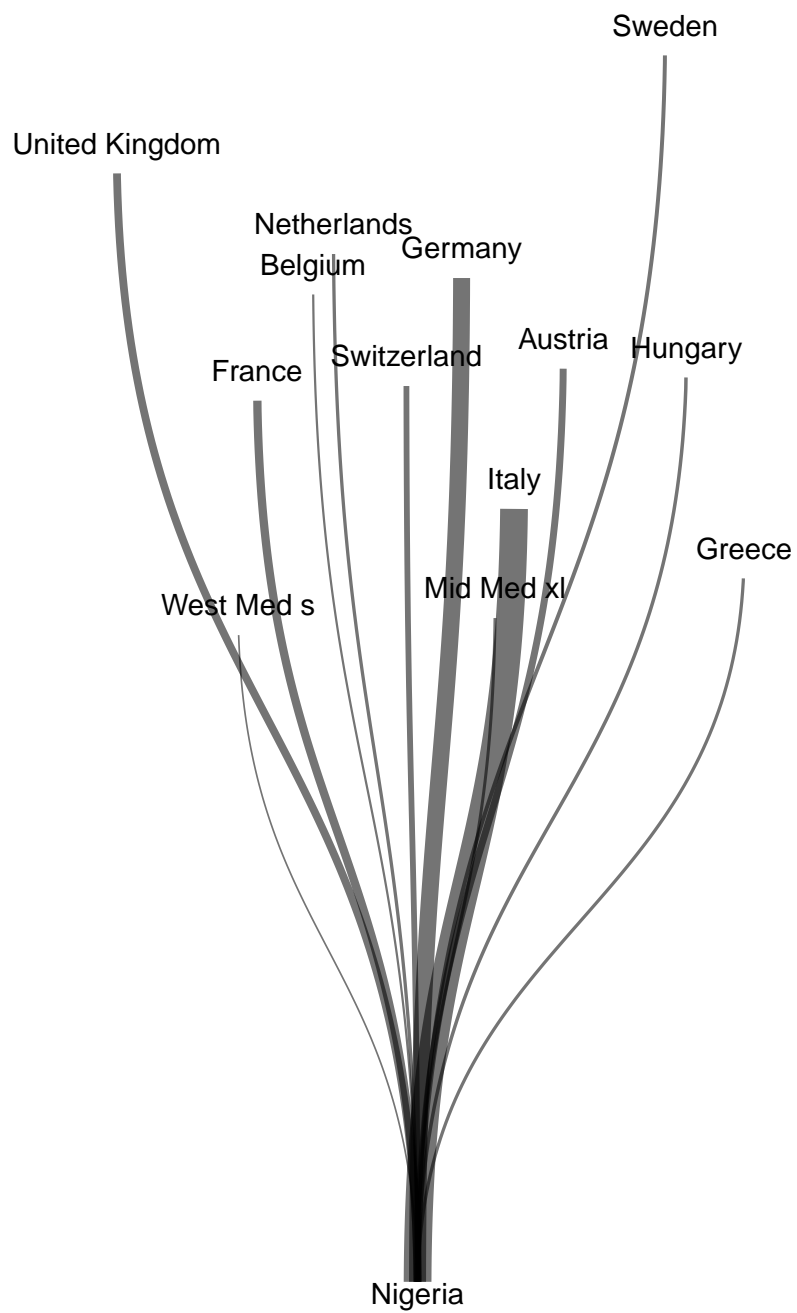 Sweden
United Kingdom
Netherlands
Germany
Belgium
Austria
Hungary
Switzerland
France
Italy
Greece
Mid Med xl
West Med s
Nigeria